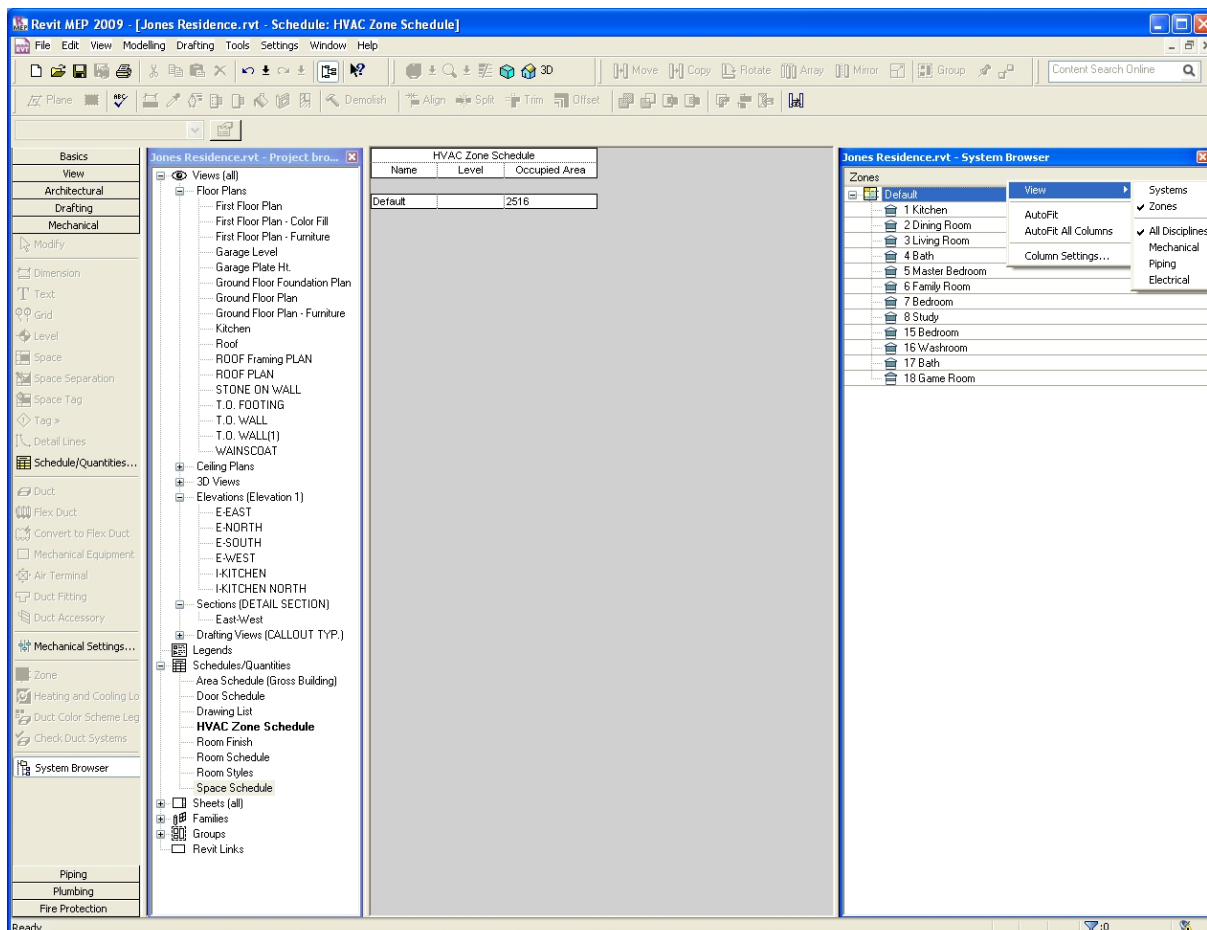 Revit MEP 2009 - [Jones Residence.rvt - Schedule: HVAC Zone Schedule]
File Edit View Modelling Drafting Tools Settings Window Help
3D Move Copy Rotate Array Mirror Group Content Search Online
Plane Demolish Align Split Trim Offset
Basics
View
Architectural
Drafting
Mechanical
Modify
Dimension
Text
Grid
Level
Space
Space Separation
Space Tag
Tag »
Detail Lines
Schedule/Quantities...
Duct
Flex Duct
Convert to Flex Duct
Mechanical Equipment
Air Terminal
Duct Fitting
Duct Accessory
Mechanical Settings...
Zone
Heating and Cooling Lo
Duct Color Scheme Leg
Check Duct Systems
System Browser
Piping
Plumbing
Fire Protection
Jones Residence.rvt - Project bro...
Views (all)
Floor Plans
First Floor Plan
First Floor Plan - Color Fill
First Floor Plan - Furniture
Garage Level
Garage Plate Ht.
Ground Floor Foundation Plan
Ground Floor Plan
Ground Floor Plan - Furniture
Kitchen
Roof
ROOF Framing PLAN
ROOF PLAN
STONE ON WALL
T.O. FOOTING
T.O. WALL
T.O. WALL(1)
WAINSCOAT
Ceiling Plans
3D Views
Elevations (Elevation 1)
E-EAST
E-NORTH
E-SOUTH
E-WEST
I-KITCHEN
I-KITCHEN NORTH
Sections (DETAIL SECTION)
East-West
Drafting Views (CALLOUT TYP.)
Legends
Schedules/Quantities
Area Schedule (Gross Building)
Door Schedule
Drawing List
HVAC Zone Schedule
Room Finish
Room Schedule
Room Styles
Space Schedule
Sheets (all)
Families
Groups
Revit Links
HVAC Zone Schedule
Name Level Occupied Area
Default 2516
Jones Residence.rvt - System Browser
Zones
Default
1 Kitchen
2 Dining Room
3 Living Room
4 Bath
5 Master Bedroom
6 Family Room
7 Bedroom
8 Study
15 Bedroom
16 Washroom
17 Bath
18 Game Room
View
AutoFit
AutoFit All Columns
Column Settings...
Systems
Zones
All Disciplines
Mechanical
Piping
Electrical
Ready
:0